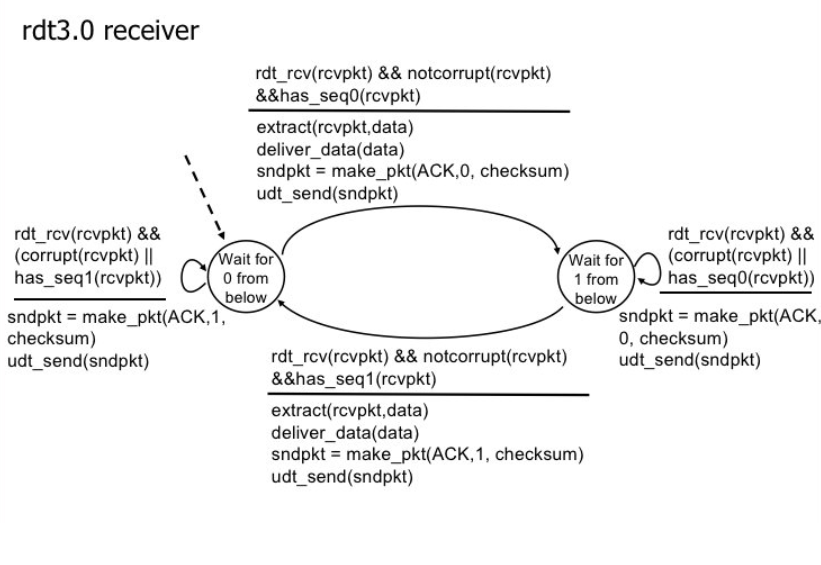 rdt3.0 receiver
rdt_rcv(rcvpkt) && notcorrupt(rcvpkt)
&&has_seq0(rcvpkt)
extract(rcvpkt,data)
deliver_data(data)
sndpkt = make_pkt(ACK,0, checksum)
udt_send(sndpkt)
rdt_rcv(rcvpkt) &&
(corrupt(rcvpkt) ||
has_seq1(rcvpkt))
sndpkt = make_pkt(ACK,1,
checksum)
udt_send(sndpkt)
Wait for
0 from
below
Wait for
1 from
below
rdt_rcv(rcvpkt) &&
(corrupt(rcvpkt) ||
has_seq0(rcvpkt))
sndpkt = make_pkt(ACK,
0, checksum)
udt_send(sndpkt)
rdt_rcv(rcvpkt) && notcorrupt(rcvpkt)
&&has_seq1(rcvpkt)
extract(rcvpkt,data)
deliver_data(data)
sndpkt = make_pkt(ACK,1, checksum)
udt_send(sndpkt)